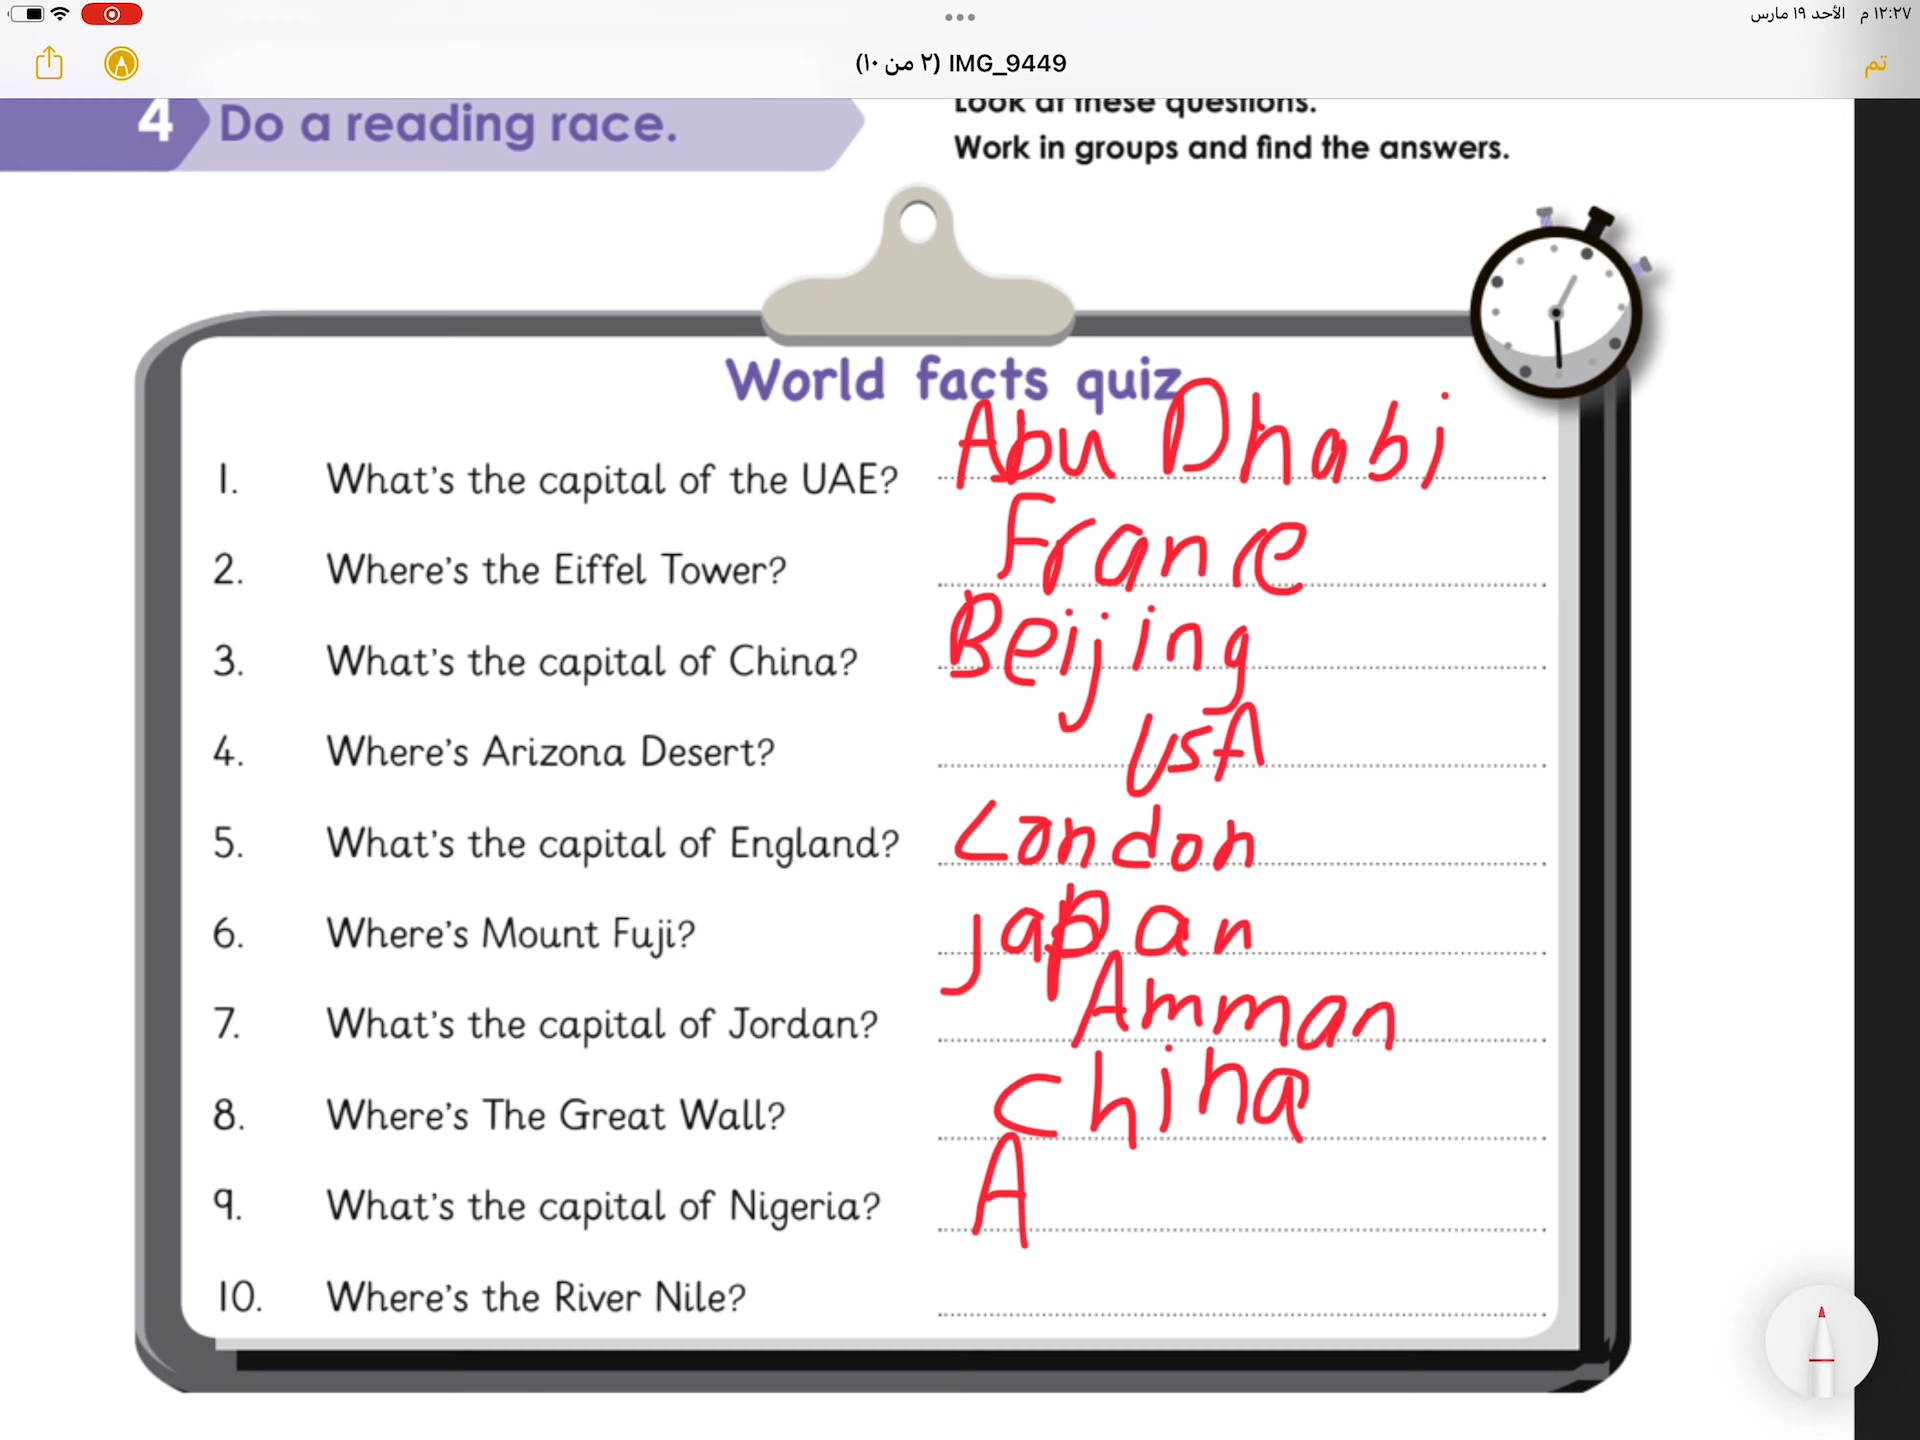 ١٢:٢٧ م الأحد ١٩ مارس
IMG_9449 (٢ من ١٠)
تم
4 Do a reading race.
Look at these questions.
Work in groups and find the answers.
World facts quiz
1. What's the capital of the UAE? Abu Dhabi
2. Where's the Eiffel Tower? France
3. What's the capital of China? Beijing
4. Where's Arizona Desert? USA
5. What's the capital of England? London
6. Where's Mount Fuji? Japan
7. What's the capital of Jordan? Amman
8. Where's The Great Wall? China
9. What's the capital of Nigeria? A
10. Where's the River Nile?